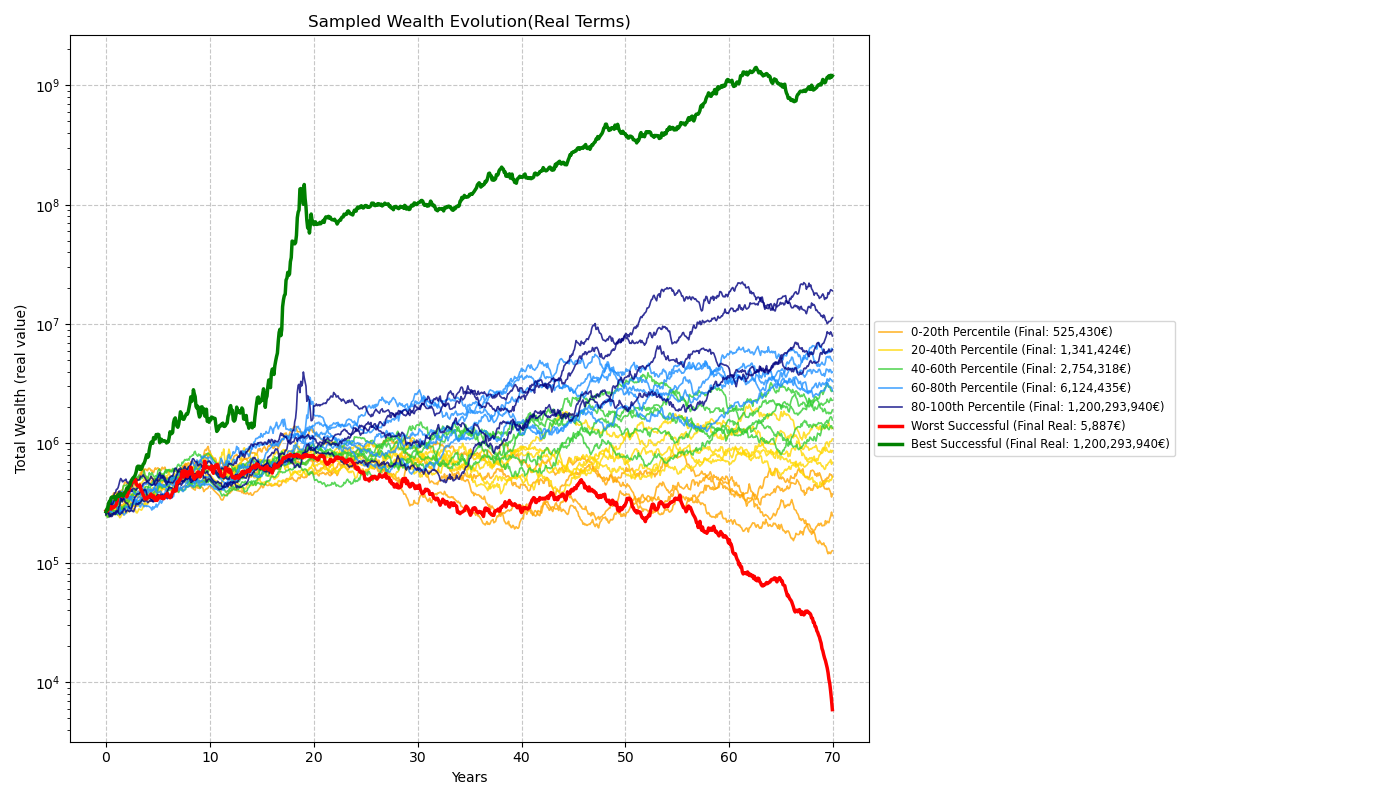 Sampled Wealth Evolution(Real Terms)
Total Wealth (real value)
10⁹
10⁸
10⁷
10⁶
10⁵
10⁴
0 10 20 30 40 50 60 70
Years
0-20th Percentile (Final: 525,430€)
20-40th Percentile (Final: 1,341,424€)
40-60th Percentile (Final: 2,754,318€)
60-80th Percentile (Final: 6,124,435€)
80-100th Percentile (Final: 1,200,293,940€)
Worst Successful (Final Real: 5,887€)
Best Successful (Final Real: 1,200,293,940€)